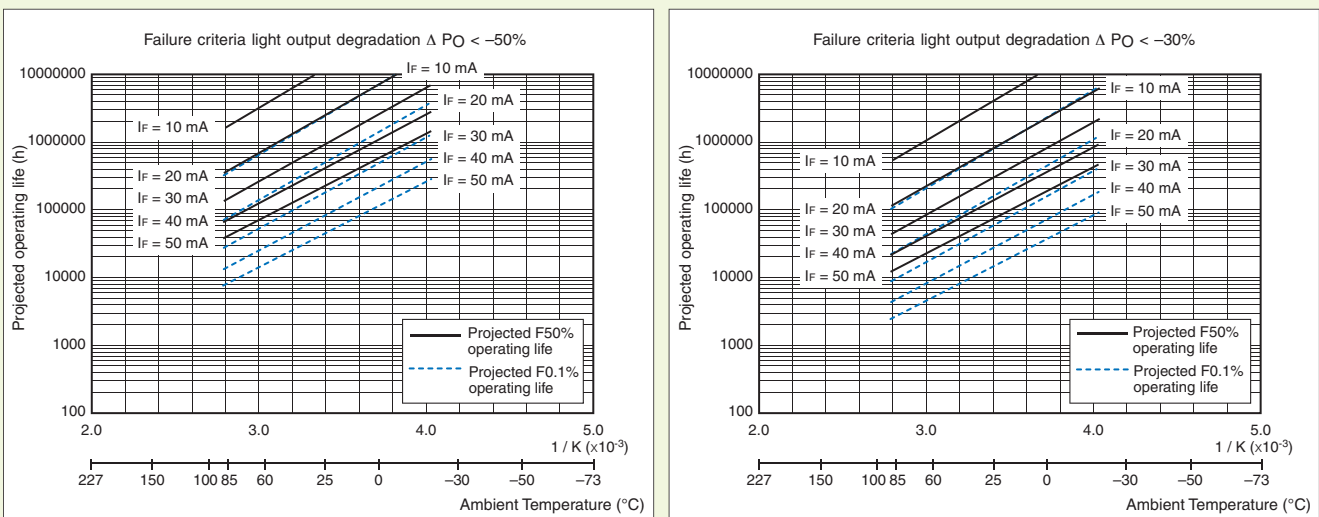 Failure criteria light output degradation Δ PO < –50%
10000000
1000000
100000
10000
1000
100
Projected operating life (h)
IF = 10 mA
IF = 20 mA
IF = 30 mA
IF = 40 mA
IF = 50 mA
IF = 10 mA
IF = 20 mA
IF = 30 mA
IF = 40 mA
IF = 50 mA
Projected F50%
operating life
Projected F0.1%
operating life
2.0 3.0 4.0 5.0
1 / K (x10-3)
227 150 100 85 60 25 0 –30 –50 –73
Ambient Temperature (°C)
Failure criteria light output degradation Δ PO < –30%
10000000
1000000
100000
10000
1000
100
Projected operating life (h)
IF = 10 mA
IF = 20 mA
IF = 30 mA
IF = 40 mA
IF = 50 mA
IF = 10 mA
IF = 20 mA
IF = 30 mA
IF = 40 mA
IF = 50 mA
Projected F50%
operating life
Projected F0.1%
operating life
2.0 3.0 4.0 5.0
1 / K (x10-3)
227 150 100 85 60 25 0 –30 –50 –73
Ambient Temperature (°C)